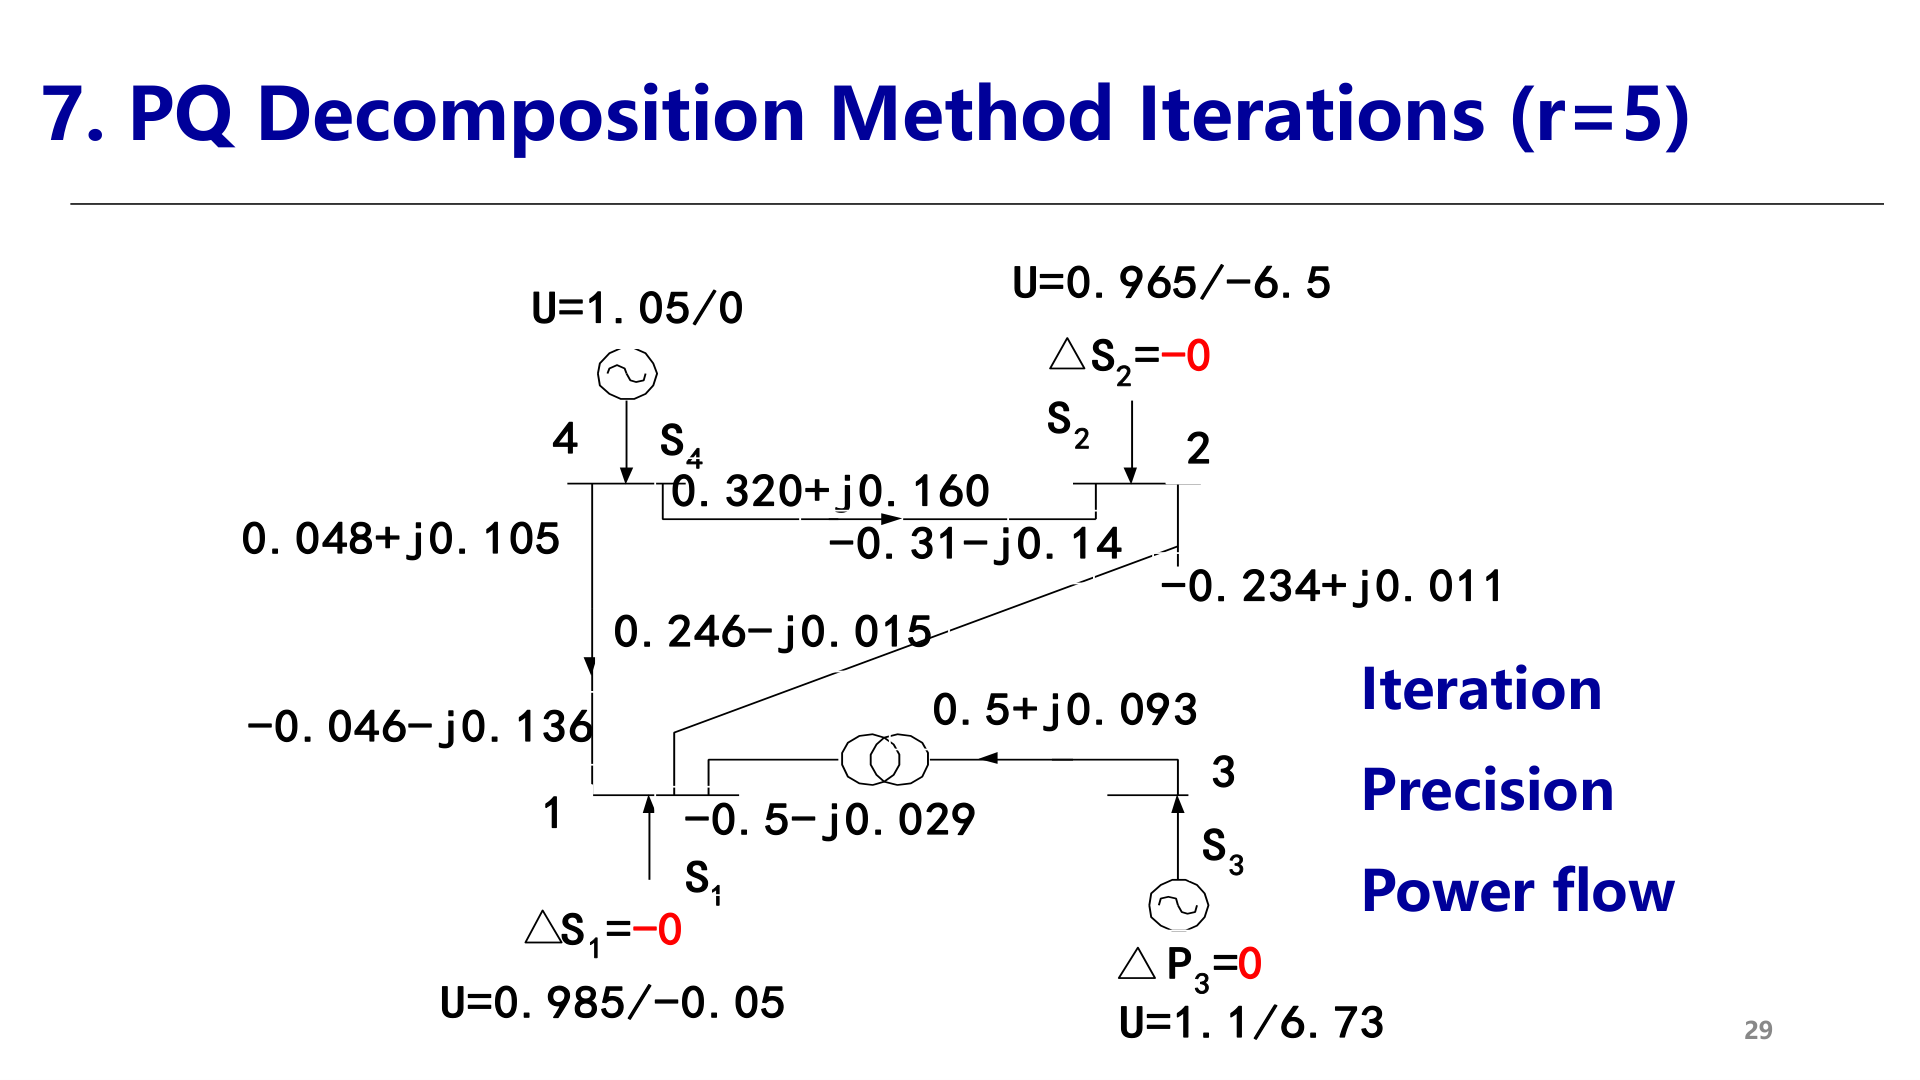 7. PQ Decomposition Method Iterations (r=5)
U=0.965/-6.5
U=1.05/0
△S2=-0
S2
4
S4
2
0.320+j0.160
0.048+j0.105
-0.31-j0.14
-0.234+j0.011
0.246-j0.015
Iteration
-0.046-j0.136
0.5+j0.093
3
Precision
1
-0.5-j0.029
S3
S1
Power flow
△S1=-0
△P3=0
U=0.985/-0.05
U=1.1/6.73
29